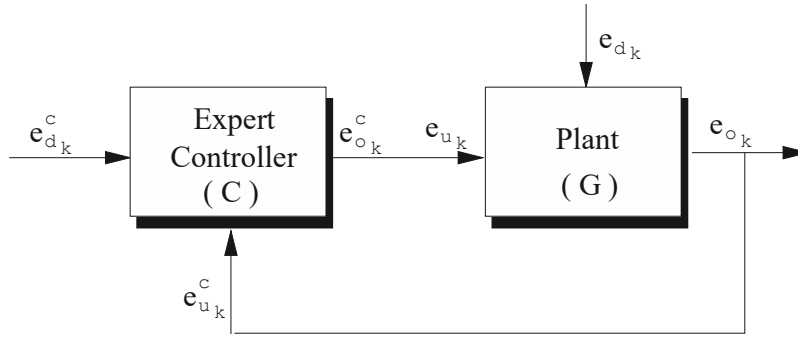 e_{d_k}
e^c_{d_k}
Expert
Controller
( C )
e^c_{o_k}
e_{u_k}
Plant
( G )
e_{o_k}
e^c_{u_k}